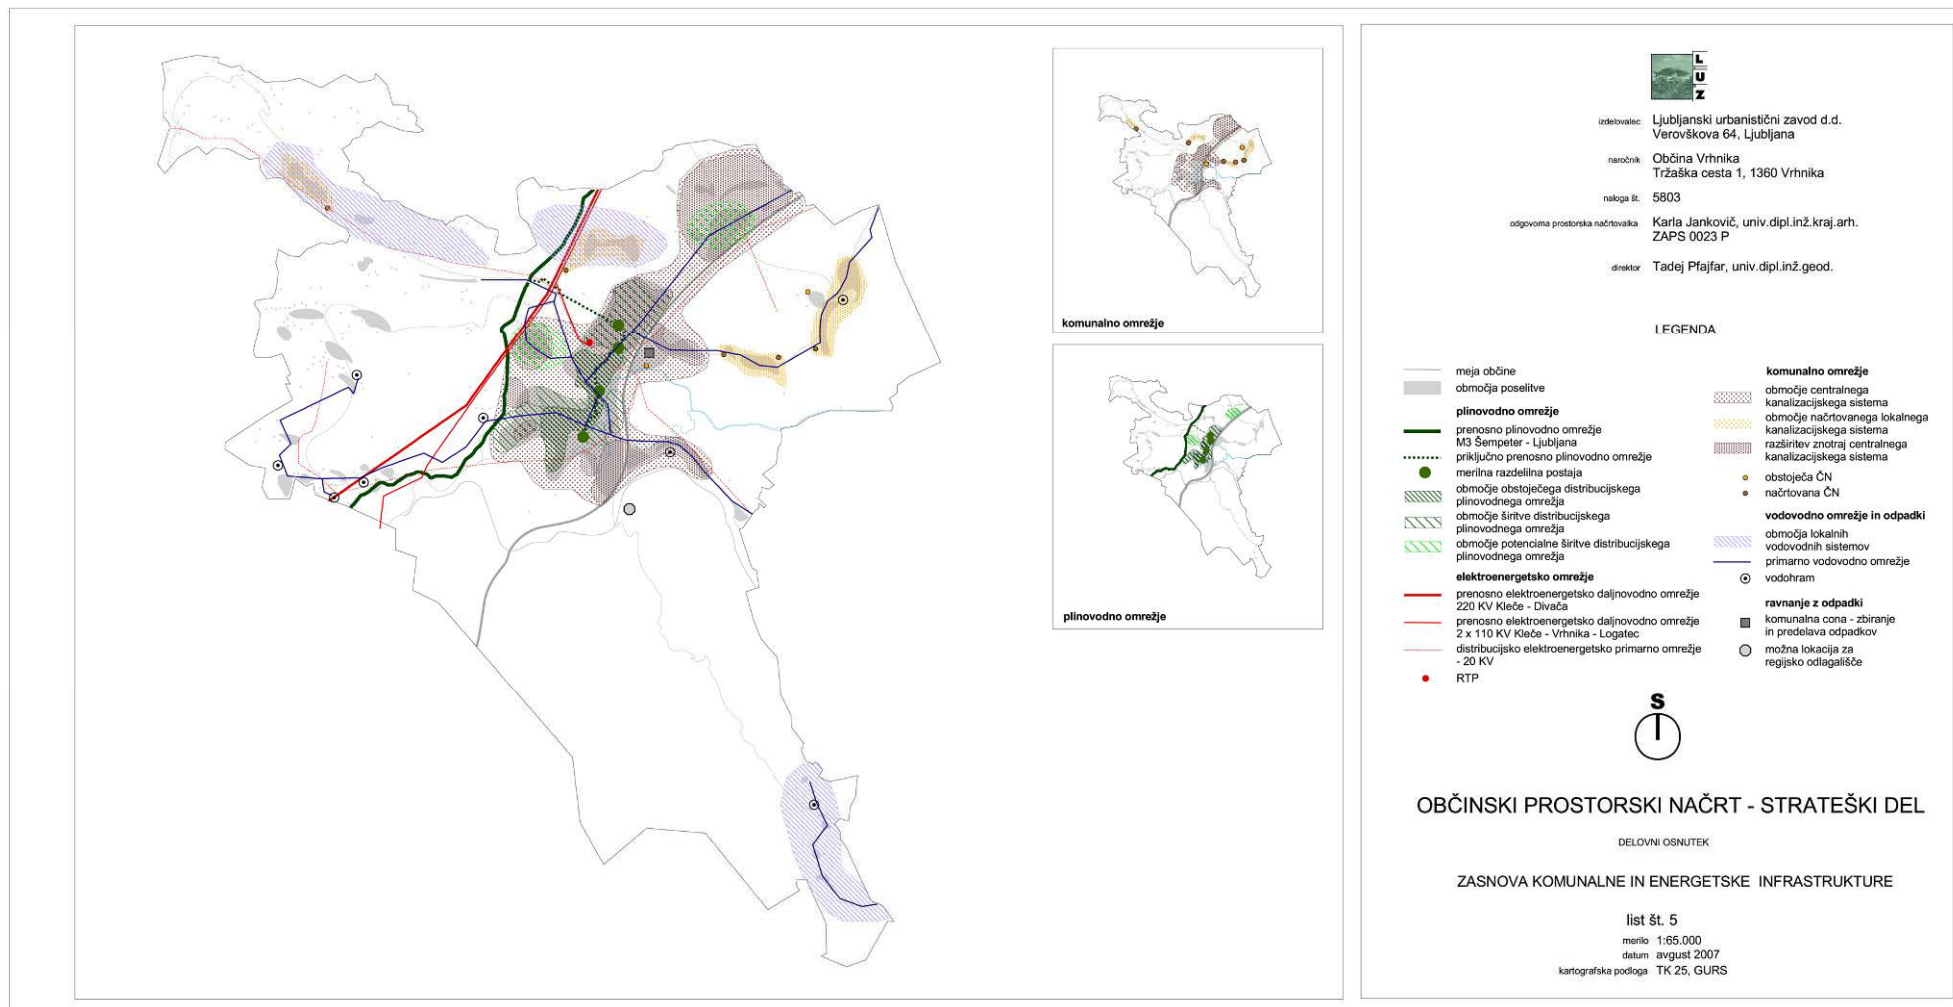 komunalno omrežje
plinovodno omrežje
L
U
Z
izdelovalec Ljubljanski urbanistični zavod d.d.
Verovškova 64, Ljubljana
naročnik Občina Vrhnika
Tržaška cesta 1, 1360 Vrhnika
naloga št. 5803
odgovorna prostorska načrtovalka Karla Jankovič, univ.dipl.inž.kraj.arh.
ZAPS 0023 P
direktor Tadej Pfajfar, univ.dipl.inž.geod.
LEGENDA
meja občine
območja poselitve
plinovodno omrežje
prenosno plinovodno omrežje
M3 Šempeter - Ljubljana
priključno prenosno plinovodno omrežje
merilna razdelilna postaja
območje obstoječega distribucijskega
plinovodnega omrežja
območje širitve distribucijskega
plinovodnega omrežja
območje potencialne širitve distribucijskega
plinovodnega omrežja
elektroenergetsko omrežje
prenosno elektroenergetsko daljnovodno omrežje
220 KV Kleče - Divača
prenosno elektroenergetsko daljnovodno omrežje
2 x 110 KV Kleče - Vrhnika - Logatec
distribucijsko elektroenergetsko primarno omrežje
- 20 KV
RTP
komunalno omrežje
območje centralnega
kanalizacijskega sistema
območje načrtovanega lokalnega
kanalizacijskega sistema
razširitev znotraj centralnega
kanalizacijskega sistema
obstoječa ČN
načrtovana ČN
vodovodno omrežje in odpadki
območja lokalnih
vodovodnih sistemov
primarno vodovodno omrežje
vodohram
ravnanje z odpadki
komunalna cona - zbiranje
in predelava odpadkov
možna lokacija za
regijsko odlagališče
S
OBČINSKI PROSTORSKI NAČRT - STRATEŠKI DEL
DELOVNI OSNUTEK
ZASNOVA KOMUNALNE IN ENERGETSKE INFRASTRUKTURE
list št. 5
merilo 1:65.000
datum avgust 2007
kartografska podloga TK 25, GURS